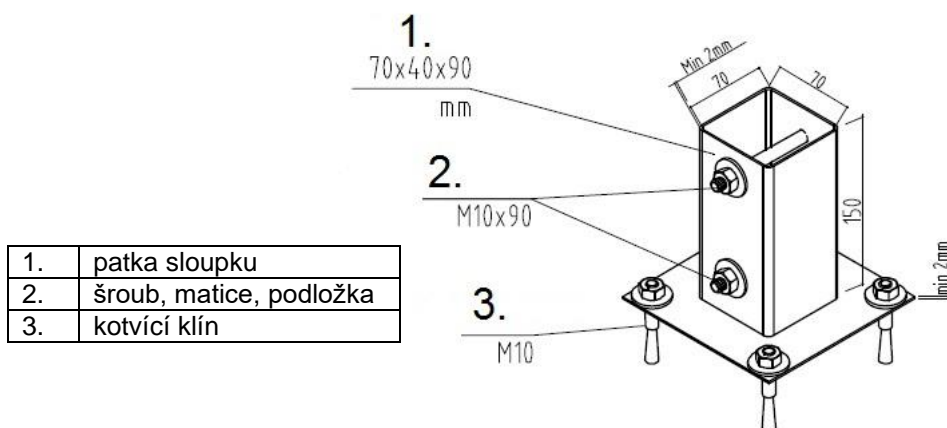 1.
70x40x90
mm
Min 2mm
70
70
2.
M10x90
150
min 2mm
3.
M10
1. patka sloupku
2. šroub, matice, podložka
3. kotvící klín